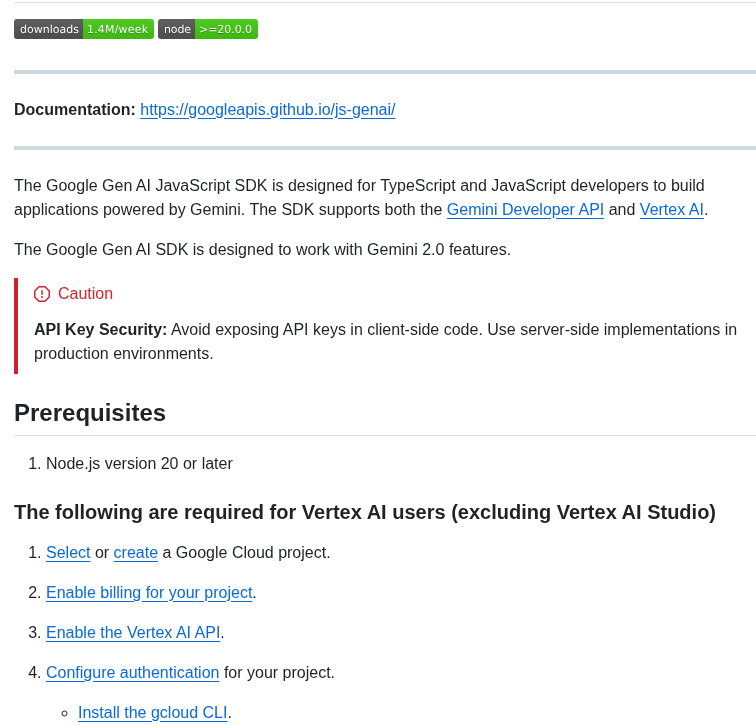 downloads 1.4M/week node >=20.0.0
Documentation: https://googleapis.github.io/js-genai/
The Google Gen AI JavaScript SDK is designed for TypeScript and JavaScript developers to build
applications powered by Gemini. The SDK supports both the Gemini Developer API and Vertex AI.
The Google Gen AI SDK is designed to work with Gemini 2.0 features.
Caution
API Key Security: Avoid exposing API keys in client-side code. Use server-side implementations in
production environments.
Prerequisites
1. Node.js version 20 or later
The following are required for Vertex AI users (excluding Vertex AI Studio)
1. Select or create a Google Cloud project.
2. Enable billing for your project.
3. Enable the Vertex AI API.
4. Configure authentication for your project.
○ Install the gcloud CLI.